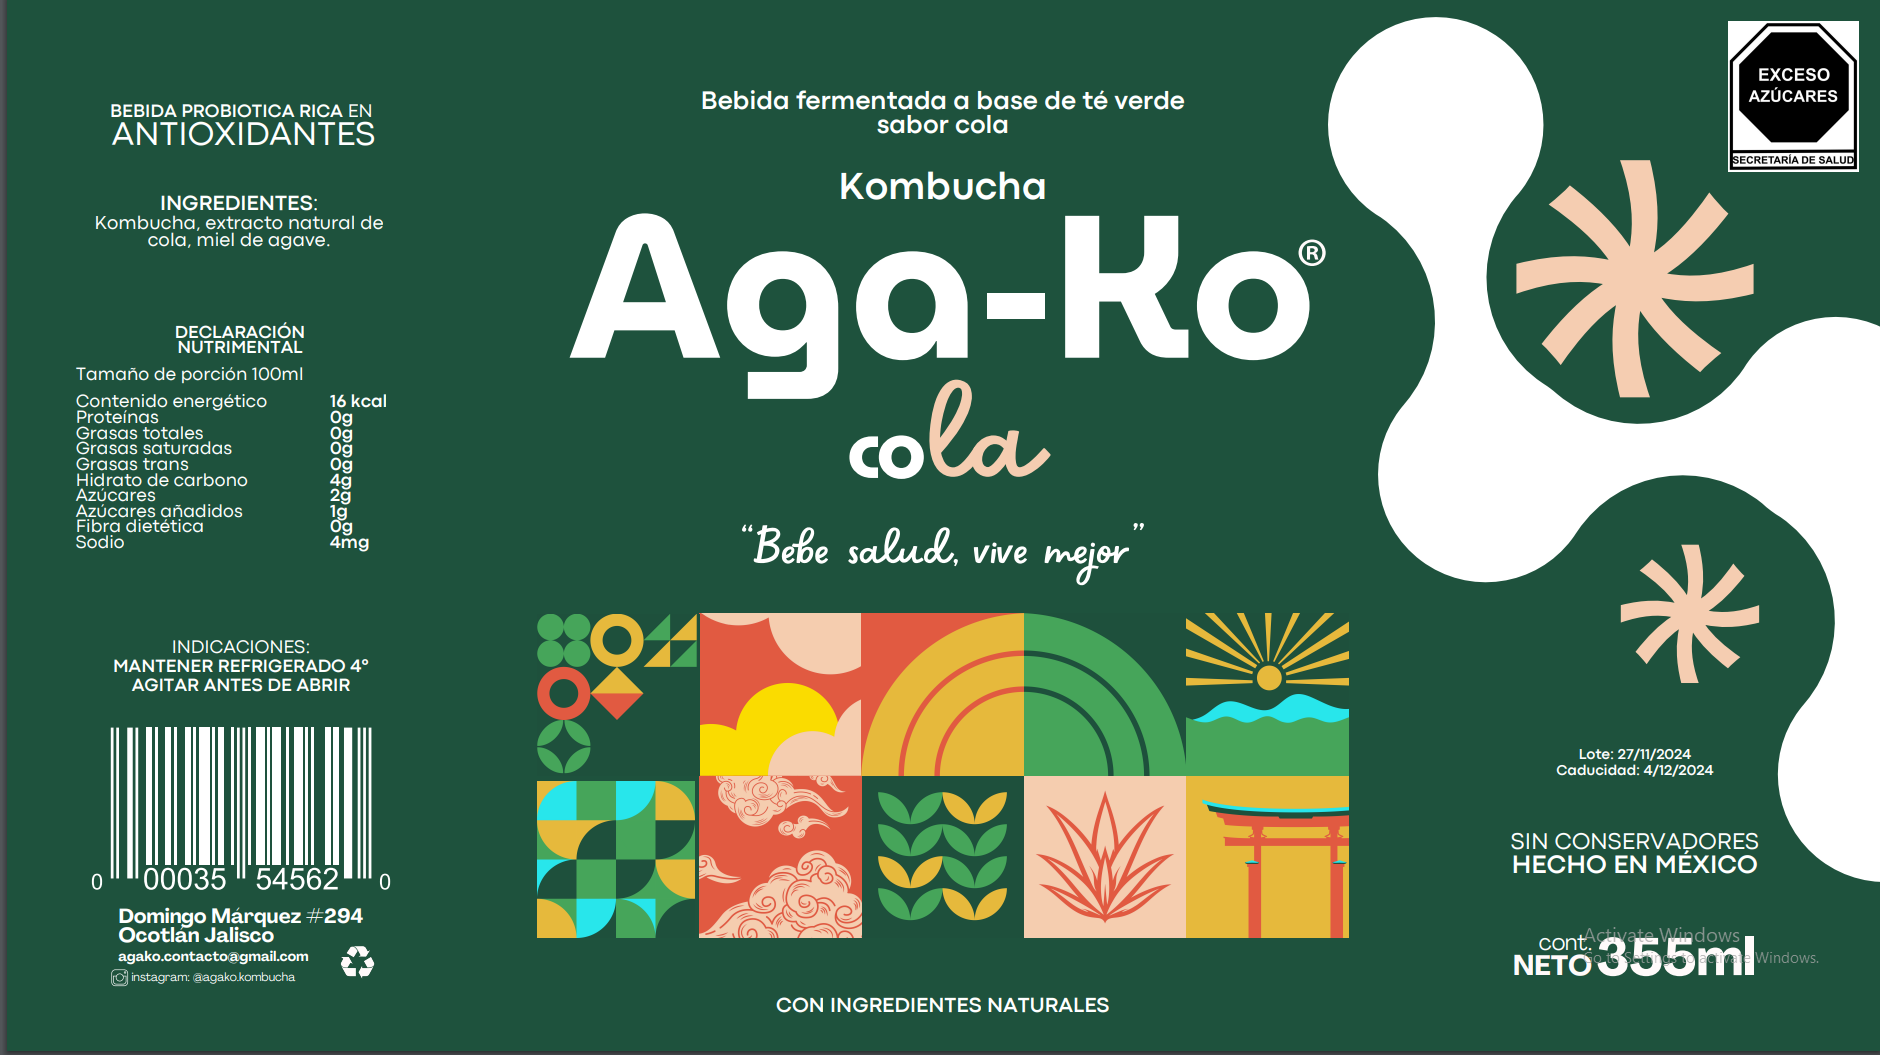 BEBIDA PROBIOTICA RICA EN
ANTIOXIDANTES
INGREDIENTES:
Kombucha, extracto natural de
cola, miel de agave.
DECLARACIÓN
NUTRIMENTAL
Tamaño de porción 100ml
Contenido energético 16 kcal
Proteínas 0g
Grasas totales 0g
Grasas saturadas 0g
Grasas trans 0g
Hidrato de carbono 4g
Azúcares 2g
Azúcares añadidos 1g
Fibra dietética 0g
Sodio 4mg
INDICACIONES:
MANTENER REFRIGERADO 4°
AGITAR ANTES DE ABRIR
0 00035 54562 0
Domingo Márquez #294
Ocotlán Jalisco
agako.contacto@gmail.com
instagram: @agako.kombucha
Bebida fermentada a base de té verde
sabor cola
Kombucha
Aga-Ko®
cola
“Bebe salud, vive mejor”
CON INGREDIENTES NATURALES
EXCESO
AZÚCARES
SECRETARÍA DE SALUD
Lote: 27/11/2024
Caducidad: 4/12/2024
SIN CONSERVADORES
HECHO EN MÉXICO
cont.
NETO 355ml
Activate Windows
Go to Settings to activate Windows.